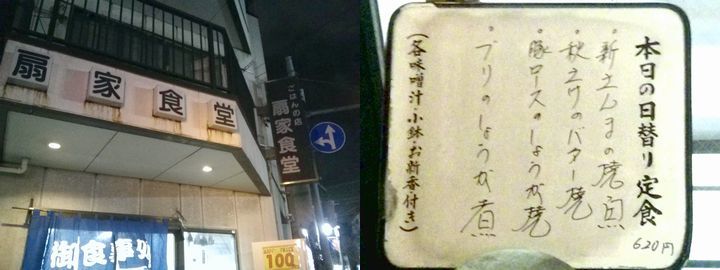 扇家食堂
ごはんの店
扇家食堂
御食事処
100
本日の日替り定食
620円
・新さんまの焼魚
・秋さけのバター焼
・豚ロースのしょうが焼
・ブリのしょうが煮
(各味噌汁・小鉢・お新香付き)